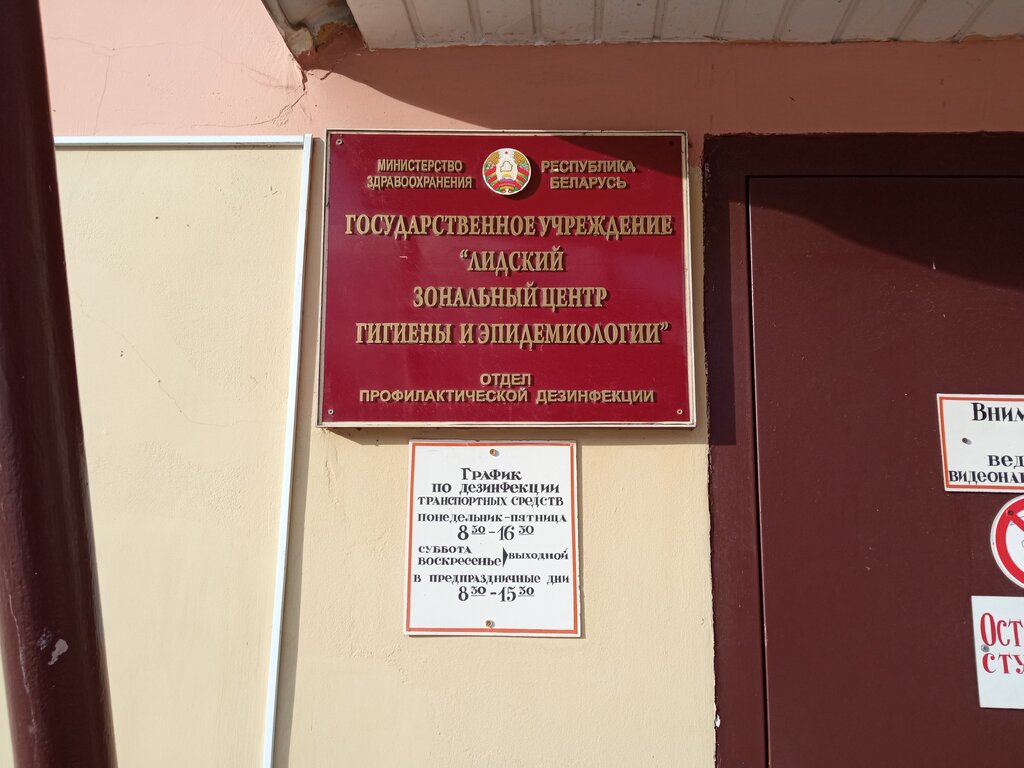 МИНИСТЕРСТВО РЕСПУБЛИКА
ЗДРАВООХРАНЕНИЯ БЕЛАРУСЬ
ГОСУДАРСТВЕННОЕ УЧРЕЖДЕНИЕ
“ЛИДСКИЙ
ЗОНАЛЬНЫЙ ЦЕНТР
ГИГИЕНЫ И ЭПИДЕМИОЛОГИИ”
ОТДЕЛ
ПРОФИЛАКТИЧЕСКОЙ ДЕЗИНФЕКЦИИ
ГРАФИК
ПО ДЕЗИНФЕКЦИИ
ТРАНСПОРТНЫХ СРЕДСТВ
ПОНЕДЕЛЬНИК-ПЯТНИЦА
8 30 - 16 30
СУББОТА
ВОСКРЕСЕНЬЕ ВЫХОДНОЙ
В ПРЕДПРАЗДНИЧНЫЕ ДНИ
8 30 - 15 30